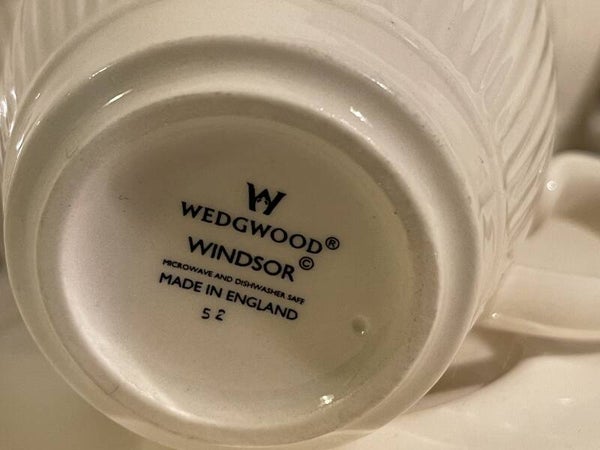 W
WEDGWOOD®
WINDSOR©
MICROWAVE AND DISHWASHER SAFE
MADE IN ENGLAND
52